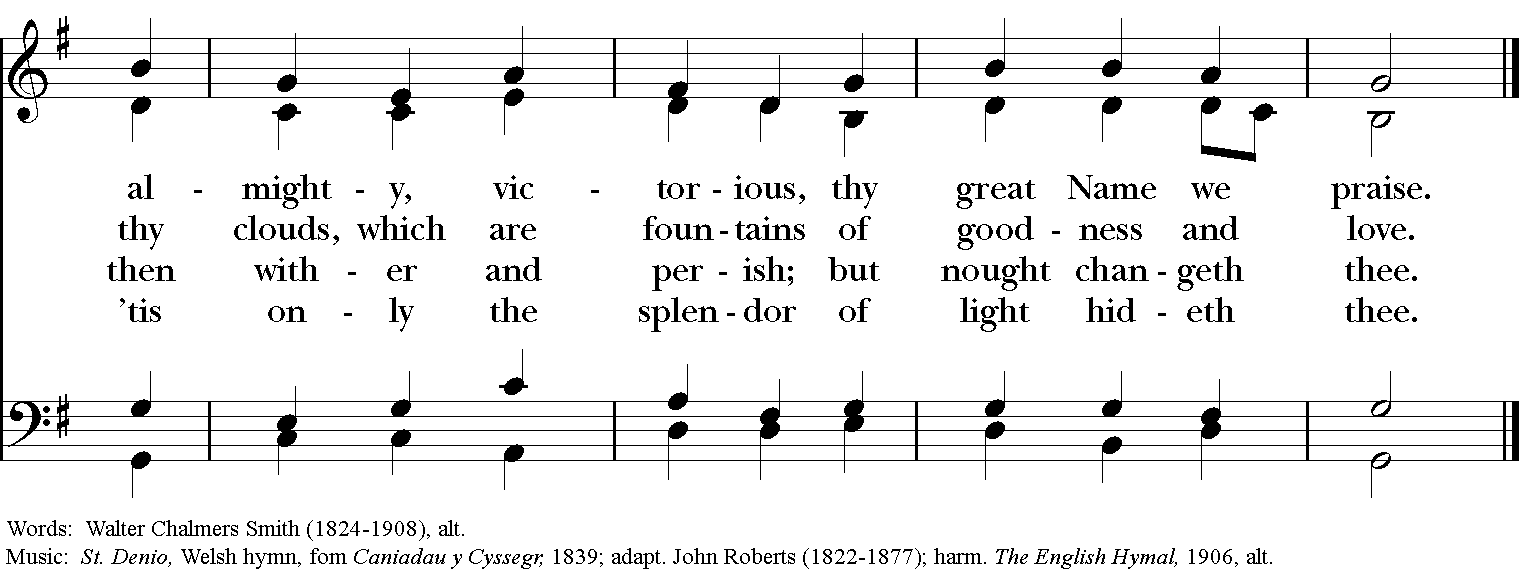 al - might - y, vic - tor - ious, thy great Name we praise.
thy clouds, which are foun - tains of good - ness and love.
then with - er and per - ish; but nought chan - geth thee.
’tis on - ly the splen - dor of light hid - eth thee.
Words: Walter Chalmers Smith (1824-1908), alt.
Music: St. Denio, Welsh hymn, fom Caniadau y Cyssegr, 1839; adapt. John Roberts (1822-1877); harm. The English Hymal, 1906, alt.